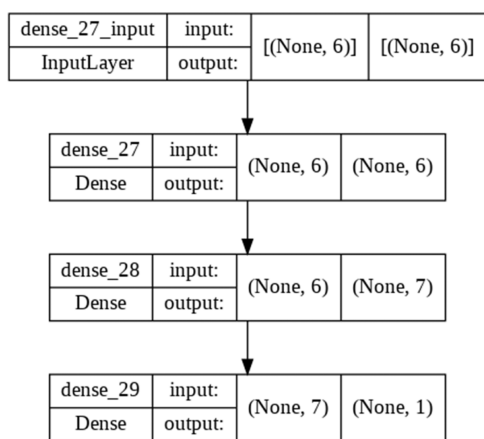 dense_27_input input: [(None, 6)] [(None, 6)]
InputLayer output:
dense_27 input: (None, 6) (None, 6)
Dense output:
dense_28 input: (None, 6) (None, 7)
Dense output:
dense_29 input: (None, 7) (None, 1)
Dense output: